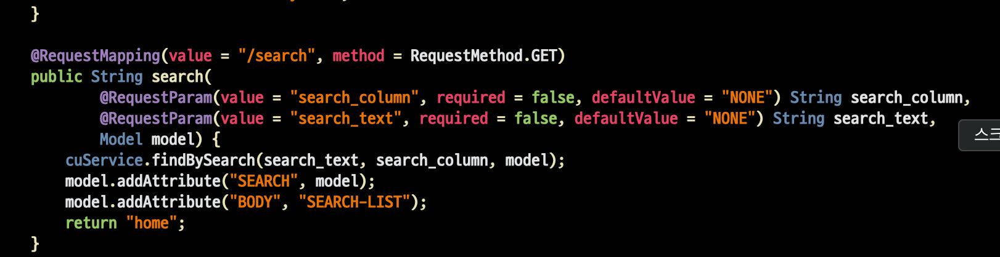 }
@RequestMapping(value = "/search", method = RequestMethod.GET)
public String search(
@RequestParam(value = "search_column", required = false, defaultValue = "NONE") String search_column,
@RequestParam(value = "search_text", required = false, defaultValue = "NONE") String search_text,
Model model) {
cuService.findBySearch(search_text, search_column, model);
model.addAttribute("SEARCH", model);
model.addAttribute("BODY", "SEARCH-LIST");
return "home";
}